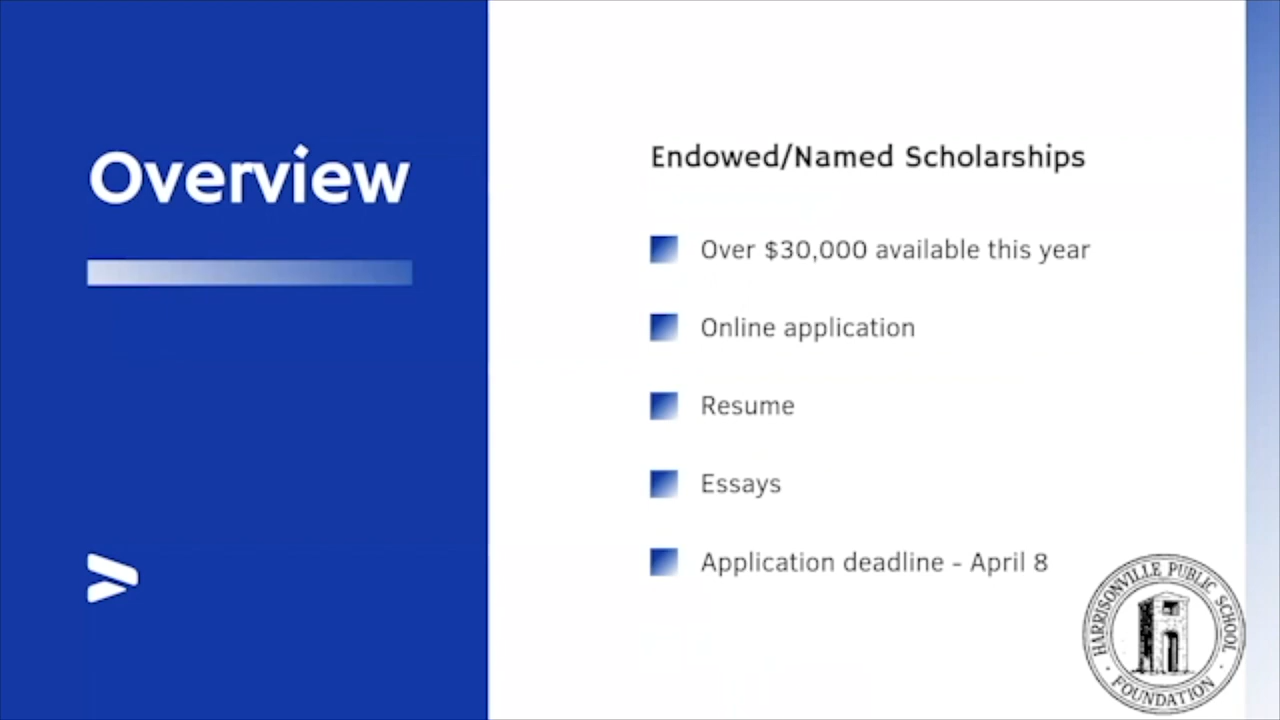 Overview
Endowed/Named Scholarships
Over $30,000 available this year
Online application
Resume
Essays
Application deadline - April 8
HARRISONVILLE PUBLIC SCHOOL
· FOUNDATION ·